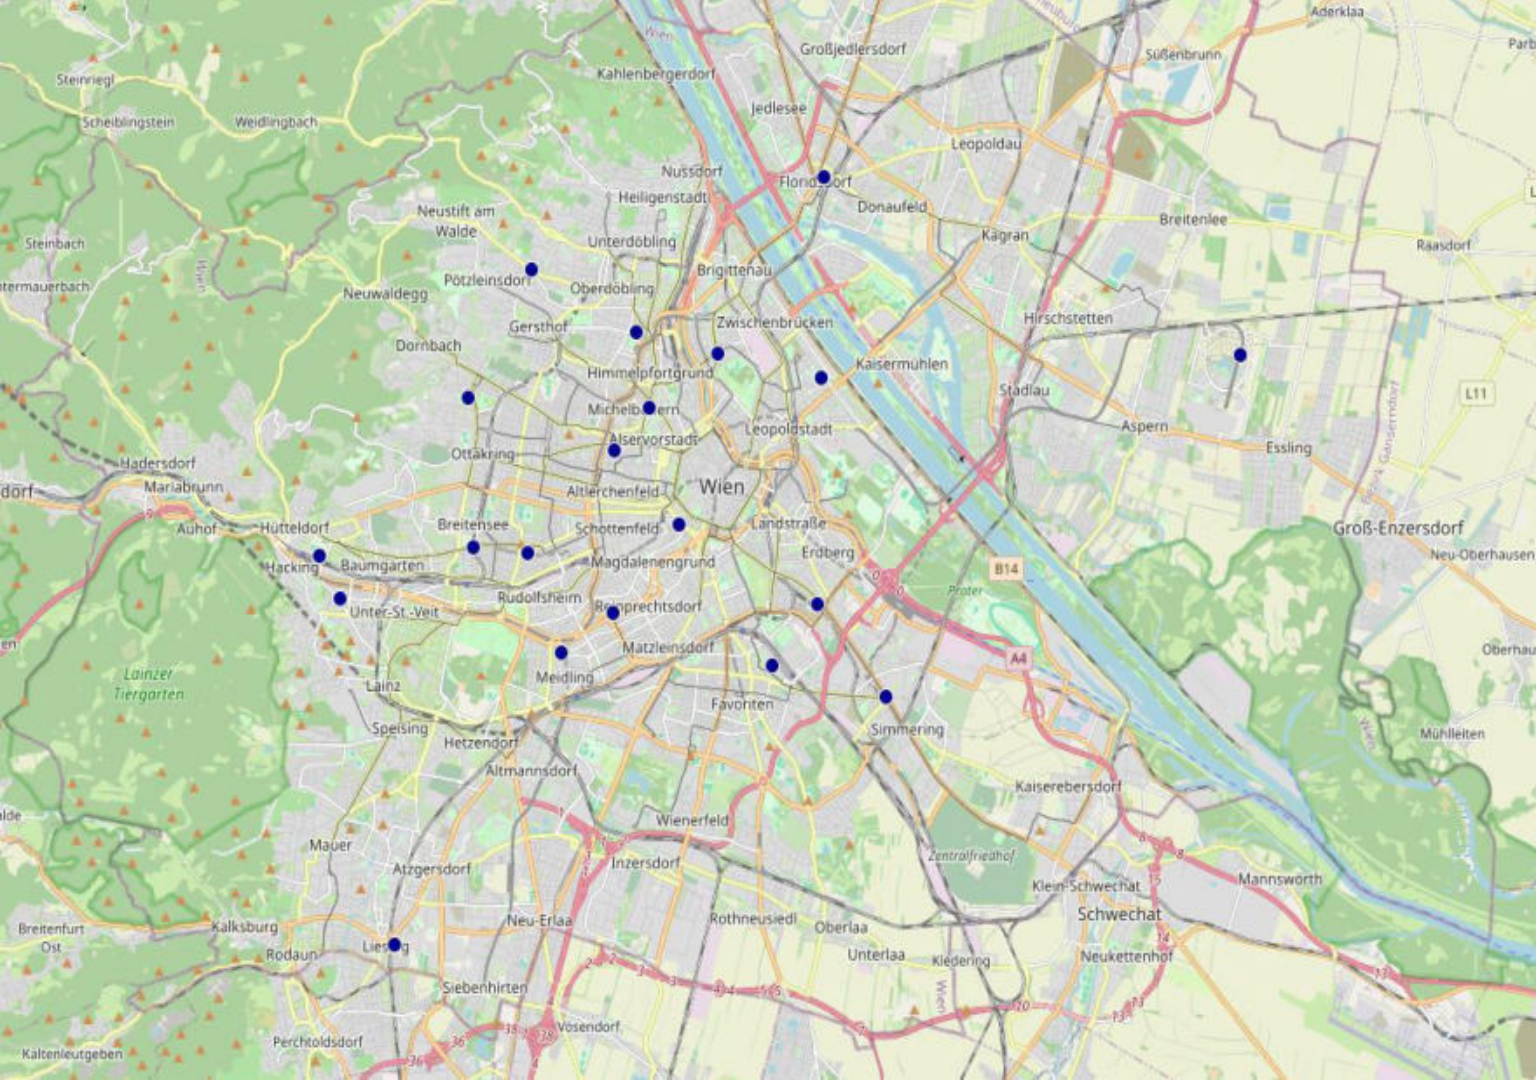 Aderklaa
Großjedlersdorf
Süßenbrunn
Wien
Kahlenbergerdorf
Steinriegl
Jedlesee
Scheiblingstein
Weidlingbach
Leopoldau
Nussdorf
Heiligenstadt
Donaufeld
Neustift am
Walde
Breitenlee
Kagran
Steinbach
Unterdöbling
Raasdorf
Brigittenau
Pötzleinsdorf
Oberdöbling
Neuwaldegg
Hirschstetten
Zwischenbrücken
Gersthof
Dornbach
Kaisermühlen
Himmelpfortgrund
Stadlau
L11
Aspern
Leopoldstadt
Alservorstadt
Essling
Ottakring
Hadersdorf
Mariabrunn
dorf
Altlerchenfeld
Wien
Breitensee
Schottenfeld
Landstraße
Groß-Enzersdorf
Hütteldorf
Auhof
Erdberg
Neu-Oberhausen
Hacking
Baumgarten
Magdalenengrund
B14
Prater
Rudolfsheim
Unter-St.-Veit
Matzleinsdorf
A4
Lainzer
Tiergarten
Meidling
Lainz
Favoriten
Speising
Simmering
Hetzendorf
Mühlleiten
Altmannsdorf
Kaiserebersdorf
Wienerfeld
Mauer
Inzersdorf
Zentralfriedhof
Atzgersdorf
Mannswörth
Klein-Schwechat
Schwechat
Rothneusiedl
Neu-Erlaa
Kalksburg
Breitenfurt
Ost
Oberlaa
Rodaun
Unterlaa
Kledering
Neukettenhof
Siebenhirten
Wien
Vösendorf
Perchtoldsdorf
Kaltenleutgeben